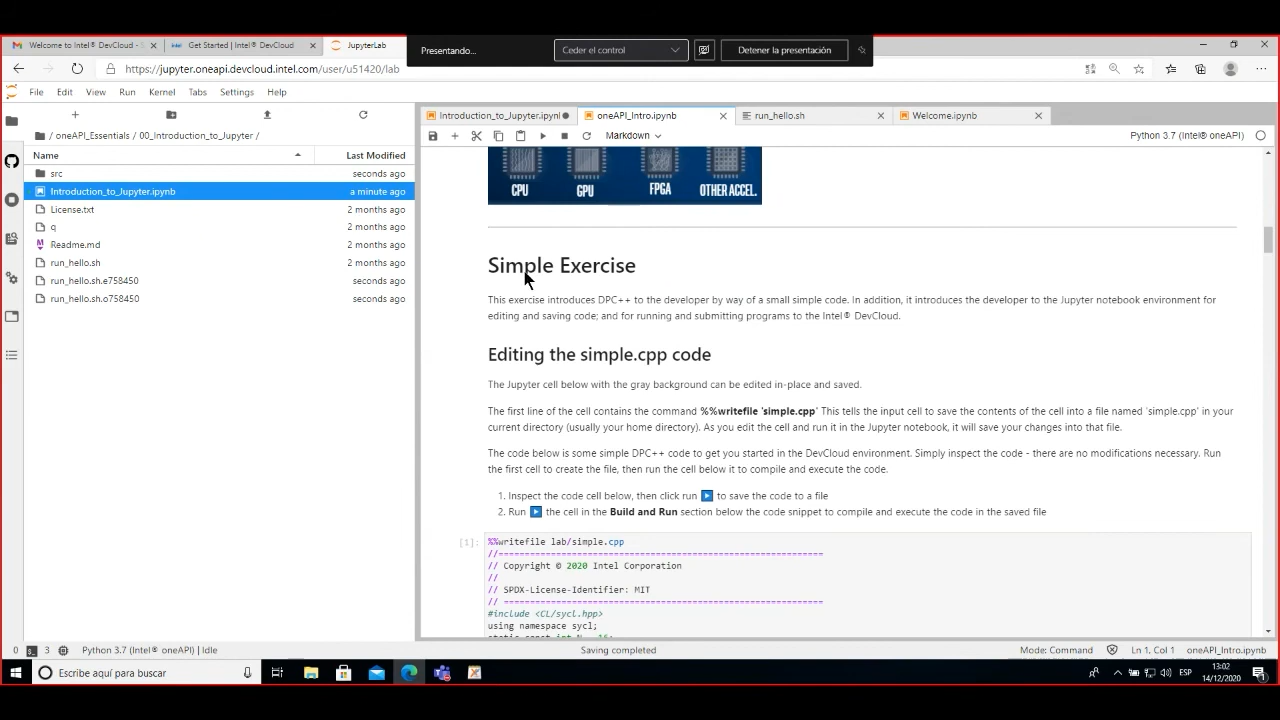 Presentando...
Ceder el control
Detener la presentación
Welcome to Intel® DevCloud - S
Get Started | Intel® DevCloud
JupyterLab
https://jupyter.oneapi.devcloud.intel.com/user/u51420/lab
File Edit View Run Kernel Tabs Settings Help
/ oneAPI_Essentials / 00_Introduction_to_Jupyter /
Name Last Modified
src seconds ago
Introduction_to_Jupyter.ipynb a minute ago
License.txt 2 months ago
q 2 months ago
Readme.md 2 months ago
run_hello.sh 2 months ago
run_hello.sh.e758450 seconds ago
run_hello.sh.o758450 seconds ago
Introduction_to_Jupyter.ipynl
oneAPI_Intro.ipynb
run_hello.sh
Welcome.ipynb
Markdown
Python 3.7 (Intel® oneAPI)
CPU GPU FPGA OTHER ACCEL.
Simple Exercise
This exercise introduces DPC++ to the developer by way of a small simple code. In addition, it introduces the developer to the Jupyter notebook environment for
editing and saving code; and for running and submitting programs to the Intel® DevCloud.
Editing the simple.cpp code
The Jupyter cell below with the gray background can be edited in-place and saved.
The first line of the cell contains the command %%writefile 'simple.cpp' This tells the input cell to save the contents of the cell into a file named 'simple.cpp' in your
current directory (usually your home directory). As you edit the cell and run it in the Jupyter notebook, it will save your changes into that file.
The code below is some simple DPC++ code to get you started in the DevCloud environment. Simply inspect the code - there are no modifications necessary. Run
the first cell to create the file, then run the cell below it to compile and execute the code.
1. Inspect the code cell below, then click run to save the code to a file
2. Run the cell in the Build and Run section below the code snippet to compile and execute the code in the saved file
[1]: %%writefile lab/simple.cpp
//==========================================================
// Copyright © 2020 Intel Corporation
//
// SPDX-License-Identifier: MIT
// =========================================================
#include <CL/sycl.hpp>
using namespace sycl;
static const int N = 16;
0 3 Python 3.7 (Intel® oneAPI) | Idle
Saving completed
Mode: Command
Ln 1, Col 1
oneAPI_Intro.ipynb
Escribe aquí para buscar
ESP
13:02
14/12/2020
1